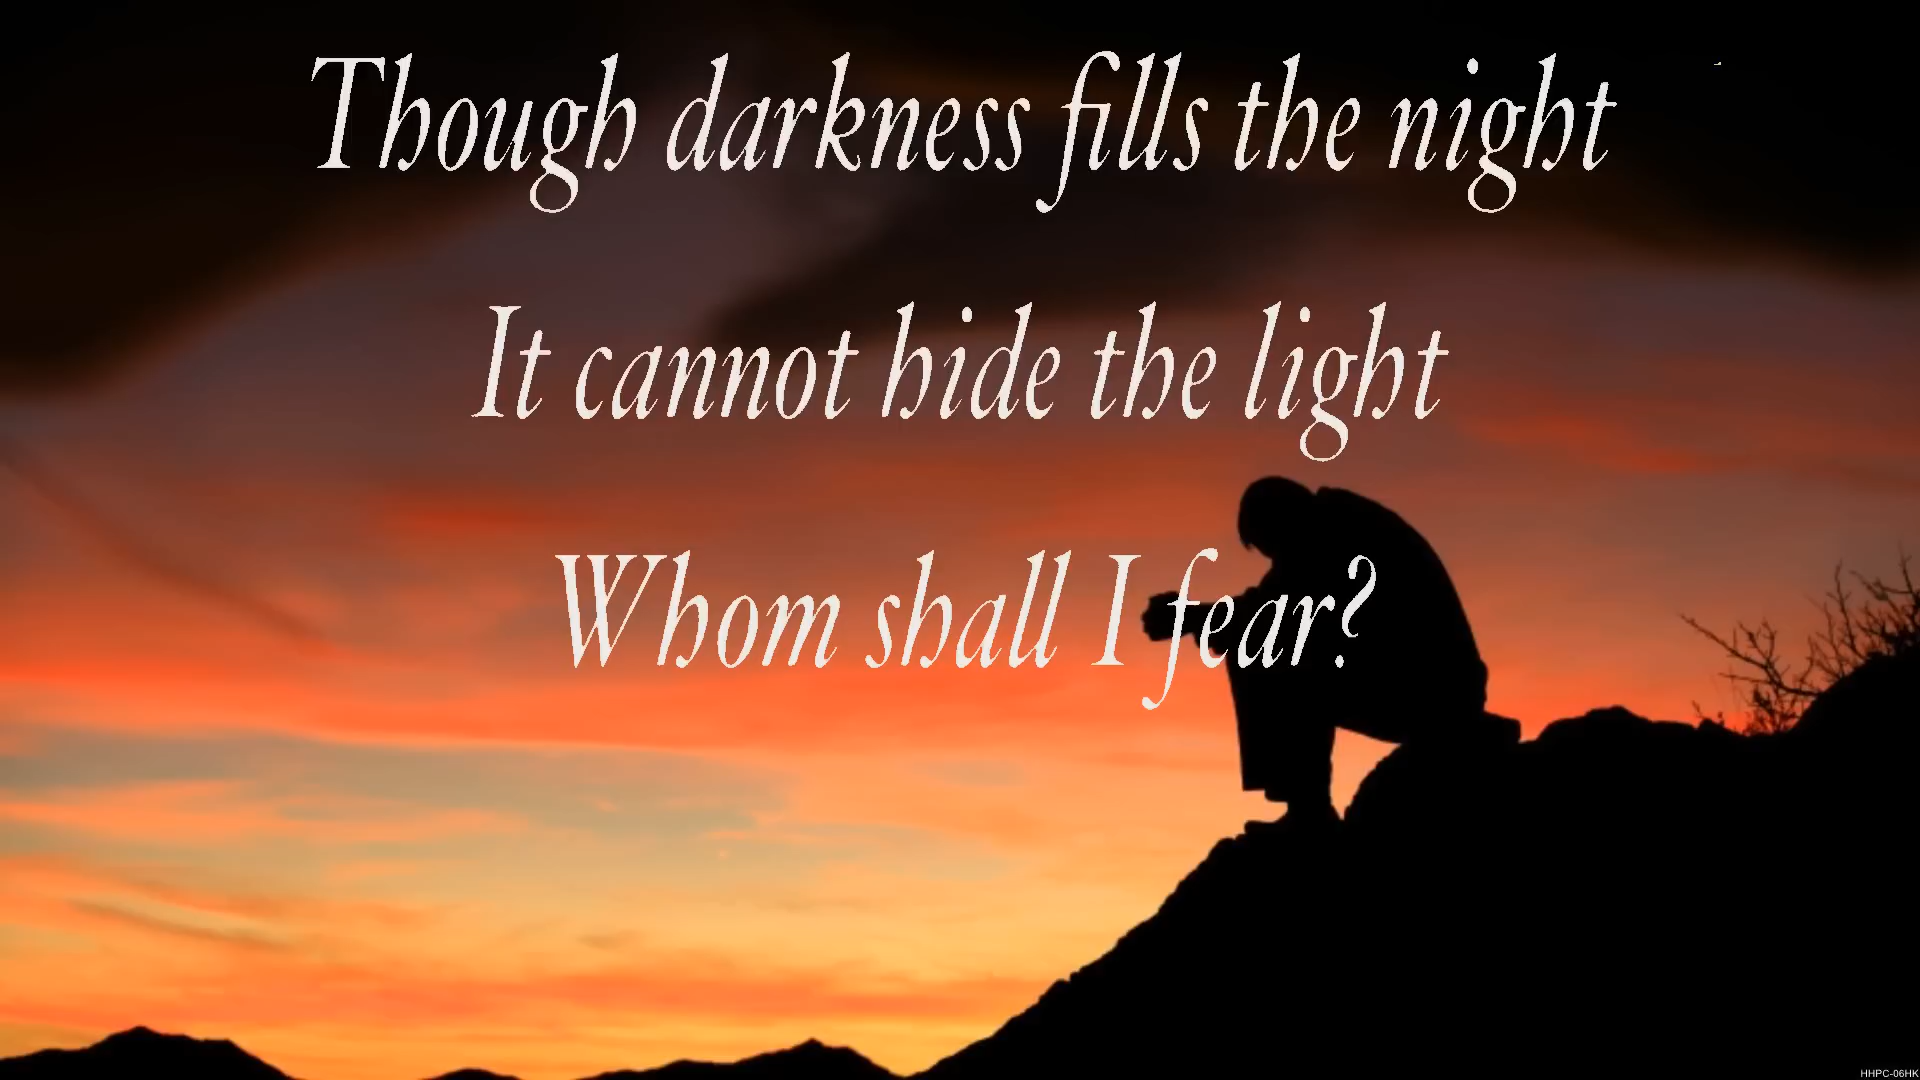 Though darkness fills the night
It cannot hide the light
Whom shall I fear?
HHPC-06HK